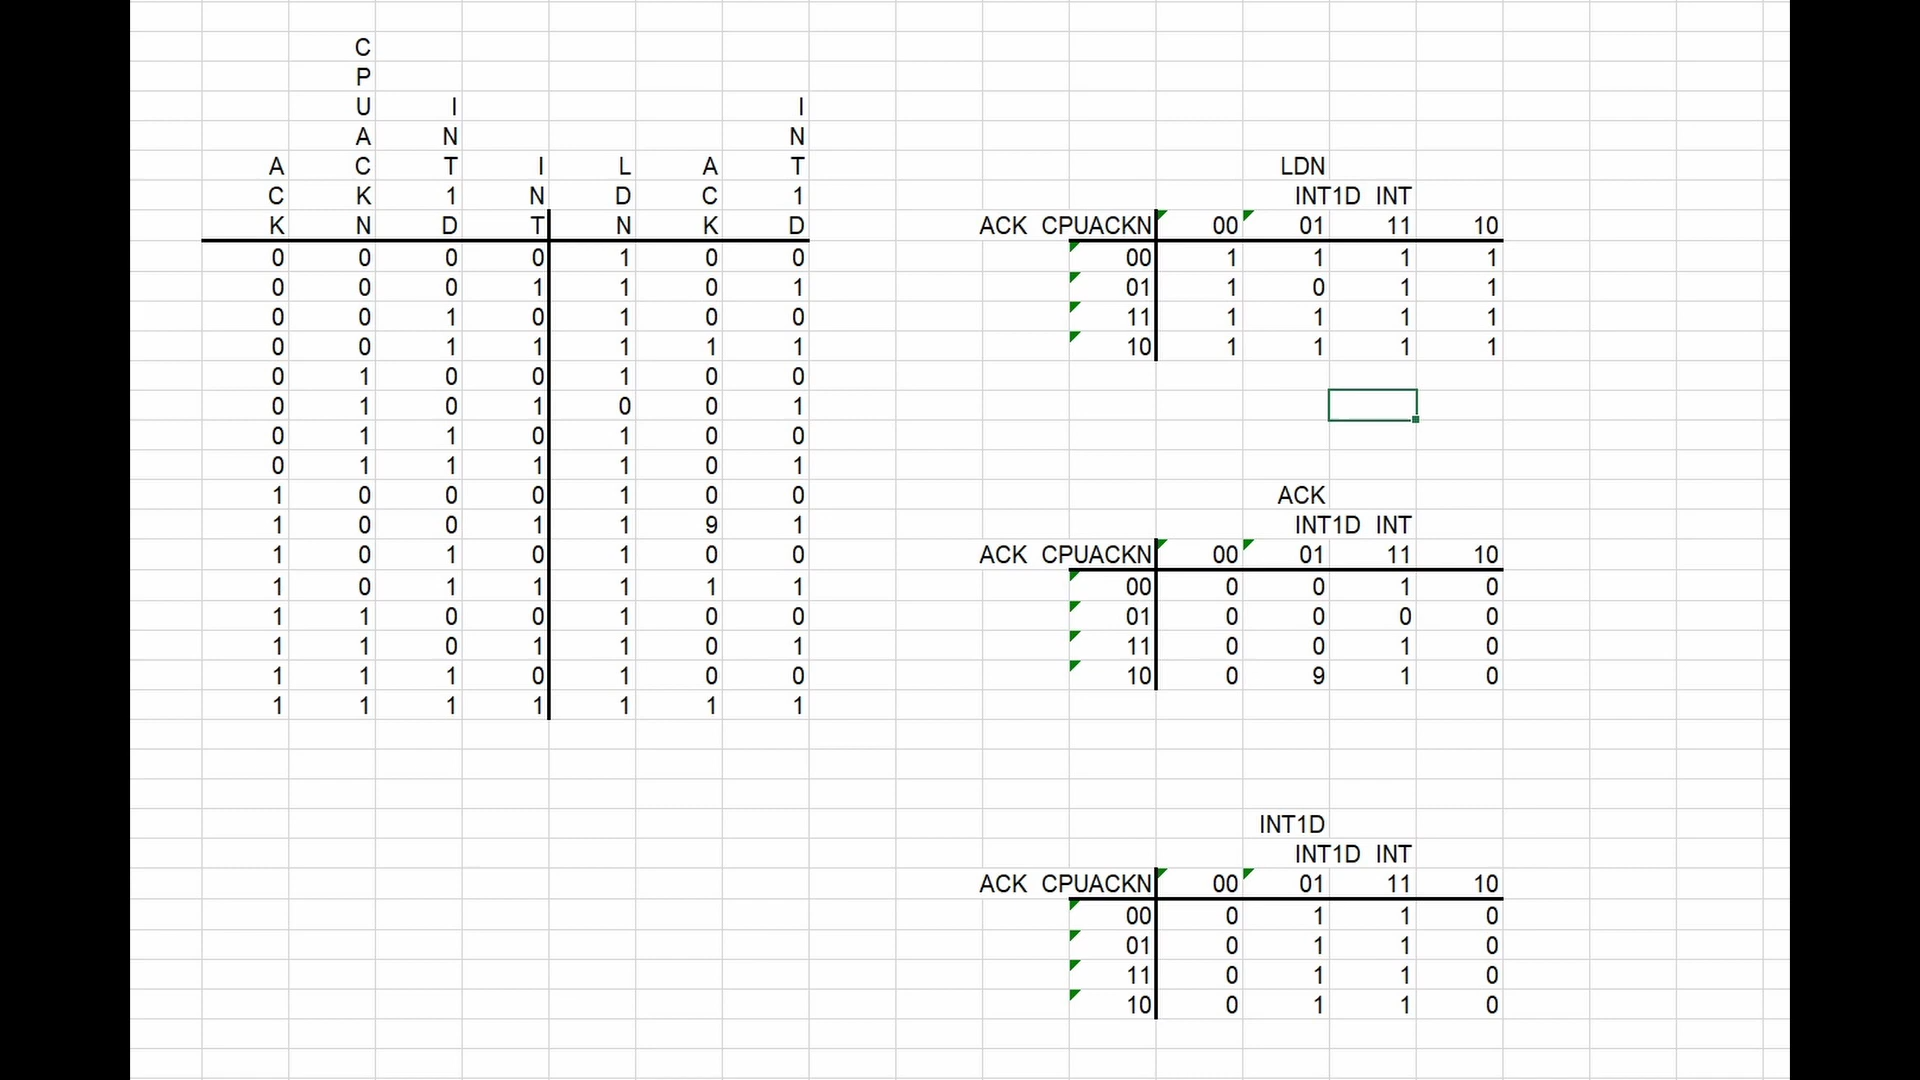 ACK CPUACKN INT1D INT LDN ACK INT1D
0 0 0 0 1 0 0
0 0 0 1 1 0 1
0 0 1 0 1 0 0
0 0 1 1 1 1 1
0 1 0 0 1 0 0
0 1 0 1 0 0 1
0 1 1 0 1 0 0
0 1 1 1 1 0 1
1 0 0 0 1 0 0
1 0 0 1 1 9 1
1 0 1 0 1 0 0
1 0 1 1 1 1 1
1 1 0 0 1 0 0
1 1 0 1 1 0 1
1 1 1 0 1 0 0
1 1 1 1 1 1 1
LDN
INT1D INT
ACK CPUACKN 00 01 11 10
00 1 1 1 1
01 1 0 1 1
11 1 1 1 1
10 1 1 1 1
ACK
INT1D INT
ACK CPUACKN 00 01 11 10
00 0 0 1 0
01 0 0 0 0
11 0 0 1 0
10 0 9 1 0
INT1D
INT1D INT
ACK CPUACKN 00 01 11 10
00 0 1 1 0
01 0 1 1 0
11 0 1 1 0
10 0 1 1 0